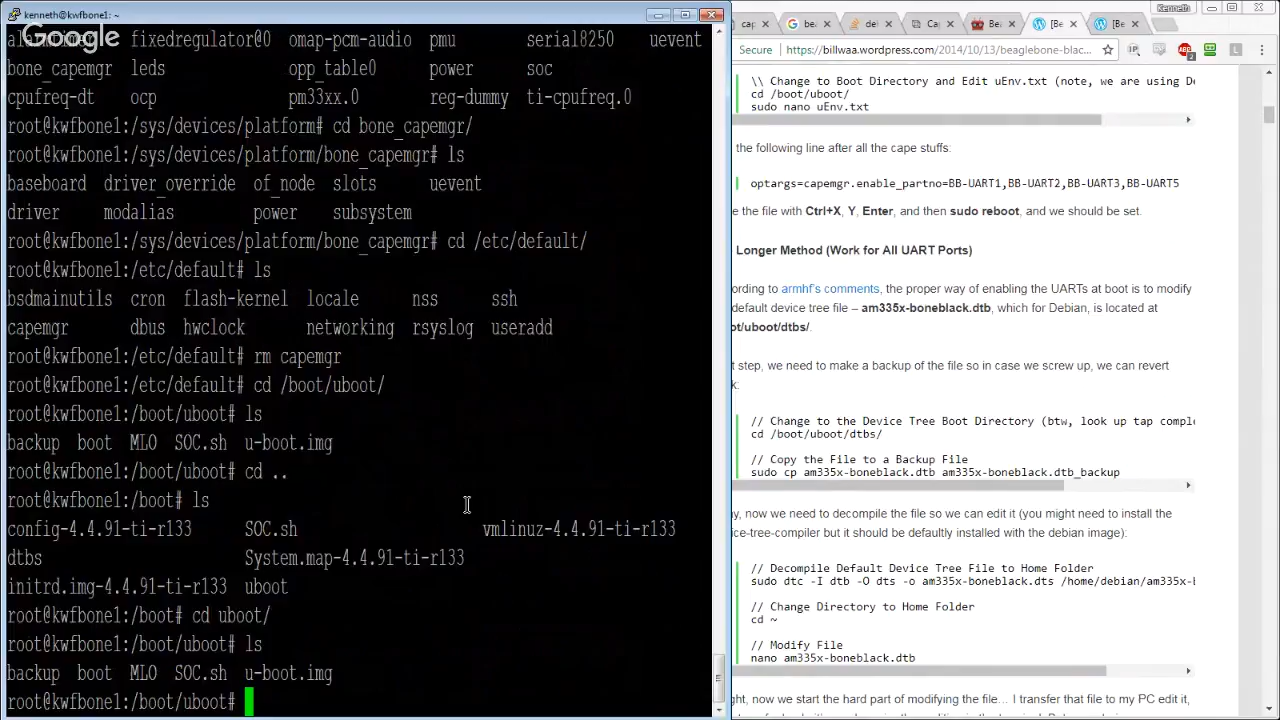 kenneth@kwfbone1: ~
Google
fixedregulator@0 omap-pcm-audio pmu serial8250 uevent
bone_capemgr leds opp_table0 power soc
cpufreq-dt ocp pm33xx.0 reg-dummy ti-cpufreq.0
root@kwfbone1:/sys/devices/platform# cd bone_capemgr/
root@kwfbone1:/sys/devices/platform/bone_capemgr# ls
baseboard driver_override of_node slots uevent
driver modalias power subsystem
root@kwfbone1:/sys/devices/platform/bone_capemgr# cd /etc/default/
root@kwfbone1:/etc/default# ls
bsdmainutils cron flash-kernel locale nss ssh
capemgr dbus hwclock networking rsyslog useradd
root@kwfbone1:/etc/default# rm capemgr
root@kwfbone1:/etc/default# cd /boot/uboot/
root@kwfbone1:/boot/uboot# ls
backup boot MLO SOC.sh u-boot.img
root@kwfbone1:/boot/uboot# cd ..
root@kwfbone1:/boot# ls
config-4.4.91-ti-r133 SOC.sh vmlinuz-4.4.91-ti-r133
dtbs System.map-4.4.91-ti-r133
initrd.img-4.4.91-ti-r133 uboot
root@kwfbone1:/boot# cd uboot/
root@kwfbone1:/boot/uboot# ls
backup boot MLO SOC.sh u-boot.img
root@kwfbone1:/boot/uboot#
cap bea de Cap Be [B [B Kenneth
Secure https://billwaa.wordpress.com/2014/10/13/beaglebone-blac...
\\ Change to Boot Directory and Edit uEnv.txt (note, we are using De
cd /boot/uboot/
sudo nano uEnv.txt
the following line after all the cape stuffs:
optargs=capemgr.enable_partno=BB-UART1,BB-UART2,BB-UART3,BB-UART5
e the file with Ctrl+X, Y, Enter, and then sudo reboot, and we should be set.
Longer Method (Work for All UART Ports)
ording to armhf's comments, the proper way of enabling the UARTs at boot is to modify
default device tree file – am335x-boneblack.dtb, which for Debian, is located at
ot/uboot/dtbs/.
t step, we need to make a backup of the file so in case we screw up, we can revert
k:
// Change to the Device Tree Boot Directory (btw, look up tap comple
cd /boot/uboot/dtbs/
// Copy the File to a Backup File
sudo cp am335x-boneblack.dtb am335x-boneblack.dtb_backup
ay, now we need to decompile the file so we can edit it (you might need to install the
ice-tree-compiler but it should be defaultly installed with the debian image):
// Decompile Default Device Tree File to Home Folder
sudo dtc -I dtb -O dts -o am335x-boneblack.dts /home/debian/am335x-b
// Change Directory to Home Folder
cd ~
// Modify File
nano am335x-boneblack.dtb
ght, now we start the hard part of modifying the file... I transfer that file to my PC edit it,